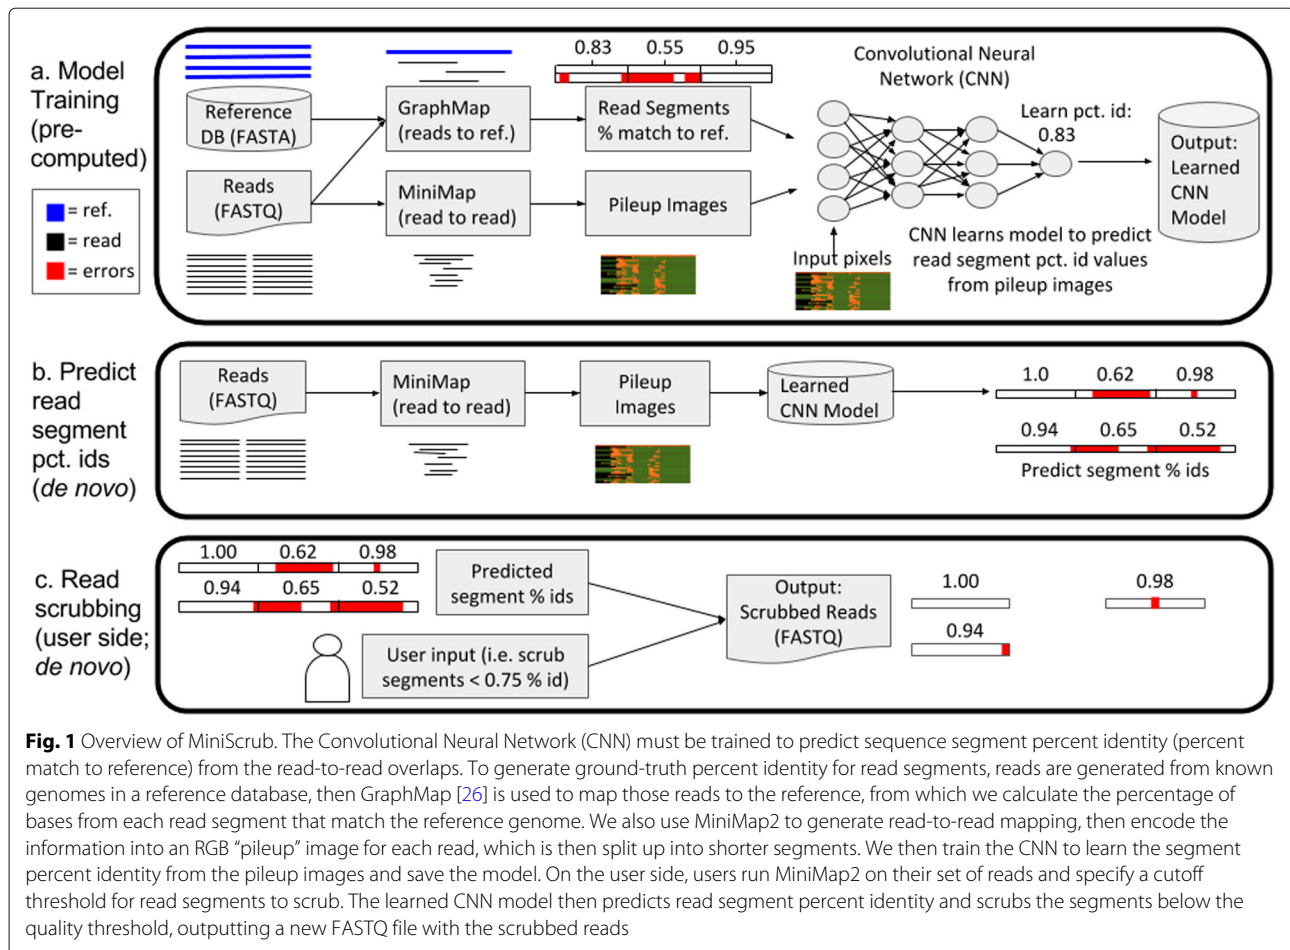 a. Model
Training
(pre-
computed)
= ref.
= read
= errors
Reference
DB (FASTA)
Reads
(FASTQ)
GraphMap
(reads to ref.)
MiniMap
(read to read)
0.83 0.55 0.95
Read Segments
% match to ref.
Pileup Images
Convolutional Neural
Network (CNN)
Learn pct. id:
0.83
Input pixels
CNN learns model to predict
read segment pct. id values
from pileup images
Output:
Learned
CNN
Model
b. Predict
read
segment
pct. ids
(de novo)
Reads
(FASTQ)
MiniMap
(read to read)
Pileup
Images
Learned
CNN Model
1.0 0.62 0.98
0.94 0.65 0.52
Predict segment % ids
c. Read
scrubbing
(user side;
de novo)
1.00 0.62 0.98
0.94 0.65 0.52
Predicted
segment % ids
User input (i.e. scrub
segments < 0.75 % id)
Output:
Scrubbed Reads
(FASTQ)
1.00 0.98
0.94
Fig. 1 Overview of MiniScrub. The Convolutional Neural Network (CNN) must be trained to predict sequence segment percent identity (percent
match to reference) from the read-to-read overlaps. To generate ground-truth percent identity for read segments, reads are generated from known
genomes in a reference database, then GraphMap [26] is used to map those reads to the reference, from which we calculate the percentage of
bases from each read segment that match the reference genome. We also use MiniMap2 to generate read-to-read mapping, then encode the
information into an RGB “pileup” image for each read, which is then split up into shorter segments. We then train the CNN to learn the segment
percent identity from the pileup images and save the model. On the user side, users run MiniMap2 on their set of reads and specify a cutoff
threshold for read segments to scrub. The learned CNN model then predicts read segment percent identity and scrubs the segments below the
quality threshold, outputting a new FASTQ file with the scrubbed reads